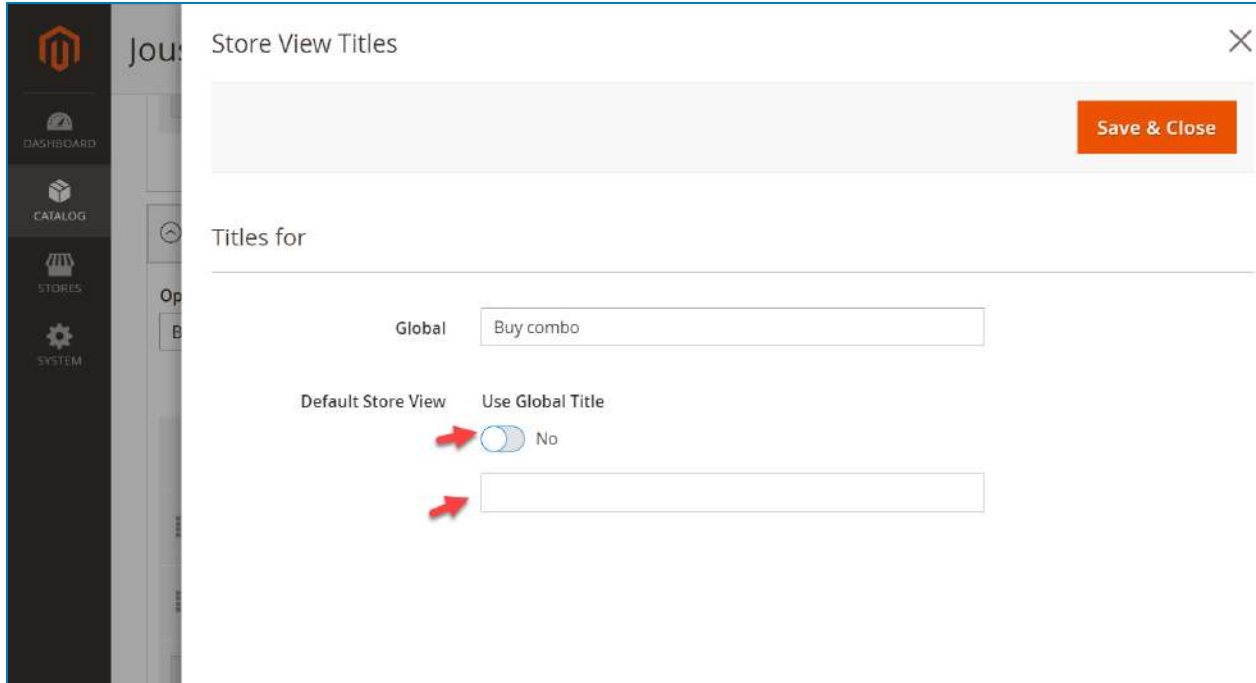 Jou
Store View Titles
Save & Close
DASHBOARD
CATALOG
STORES
SYSTEM
Titles for
Op
B
Global
Buy combo
Default Store View
Use Global Title
No